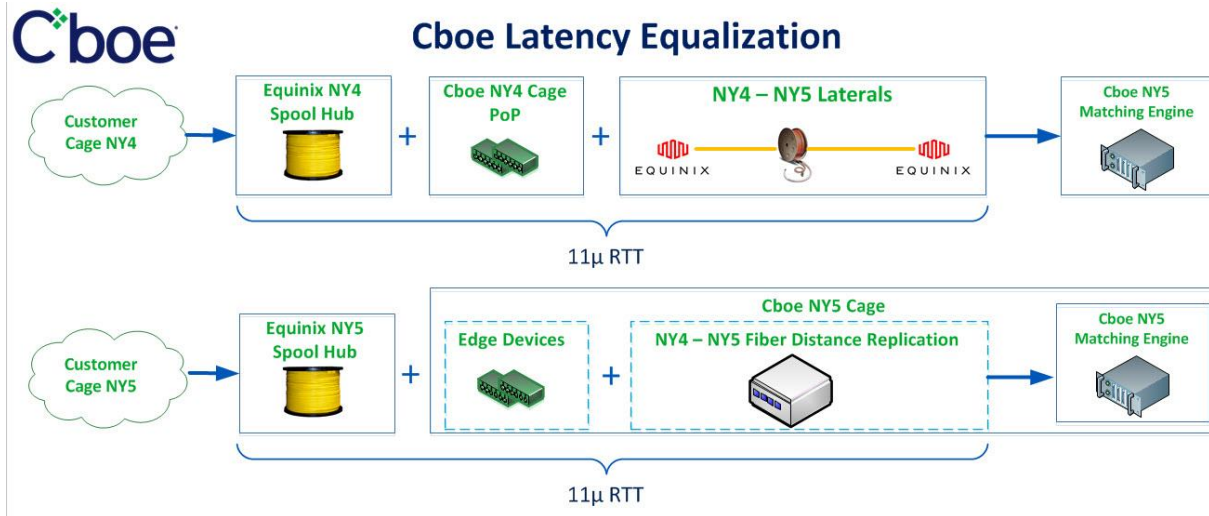 Cboe
Cboe Latency Equalization
Customer
Cage NY4
Equinix NY4
Spool Hub
+
Cboe NY4 Cage
PoP
+
NY4 – NY5 Laterals
EQUINIX
EQUINIX
Cboe NY5
Matching Engine
11µ RTT
Customer
Cage NY5
Equinix NY5
Spool Hub
+
Cboe NY5 Cage
Edge Devices
+
NY4 – NY5 Fiber Distance Replication
Cboe NY5
Matching Engine
11µ RTT